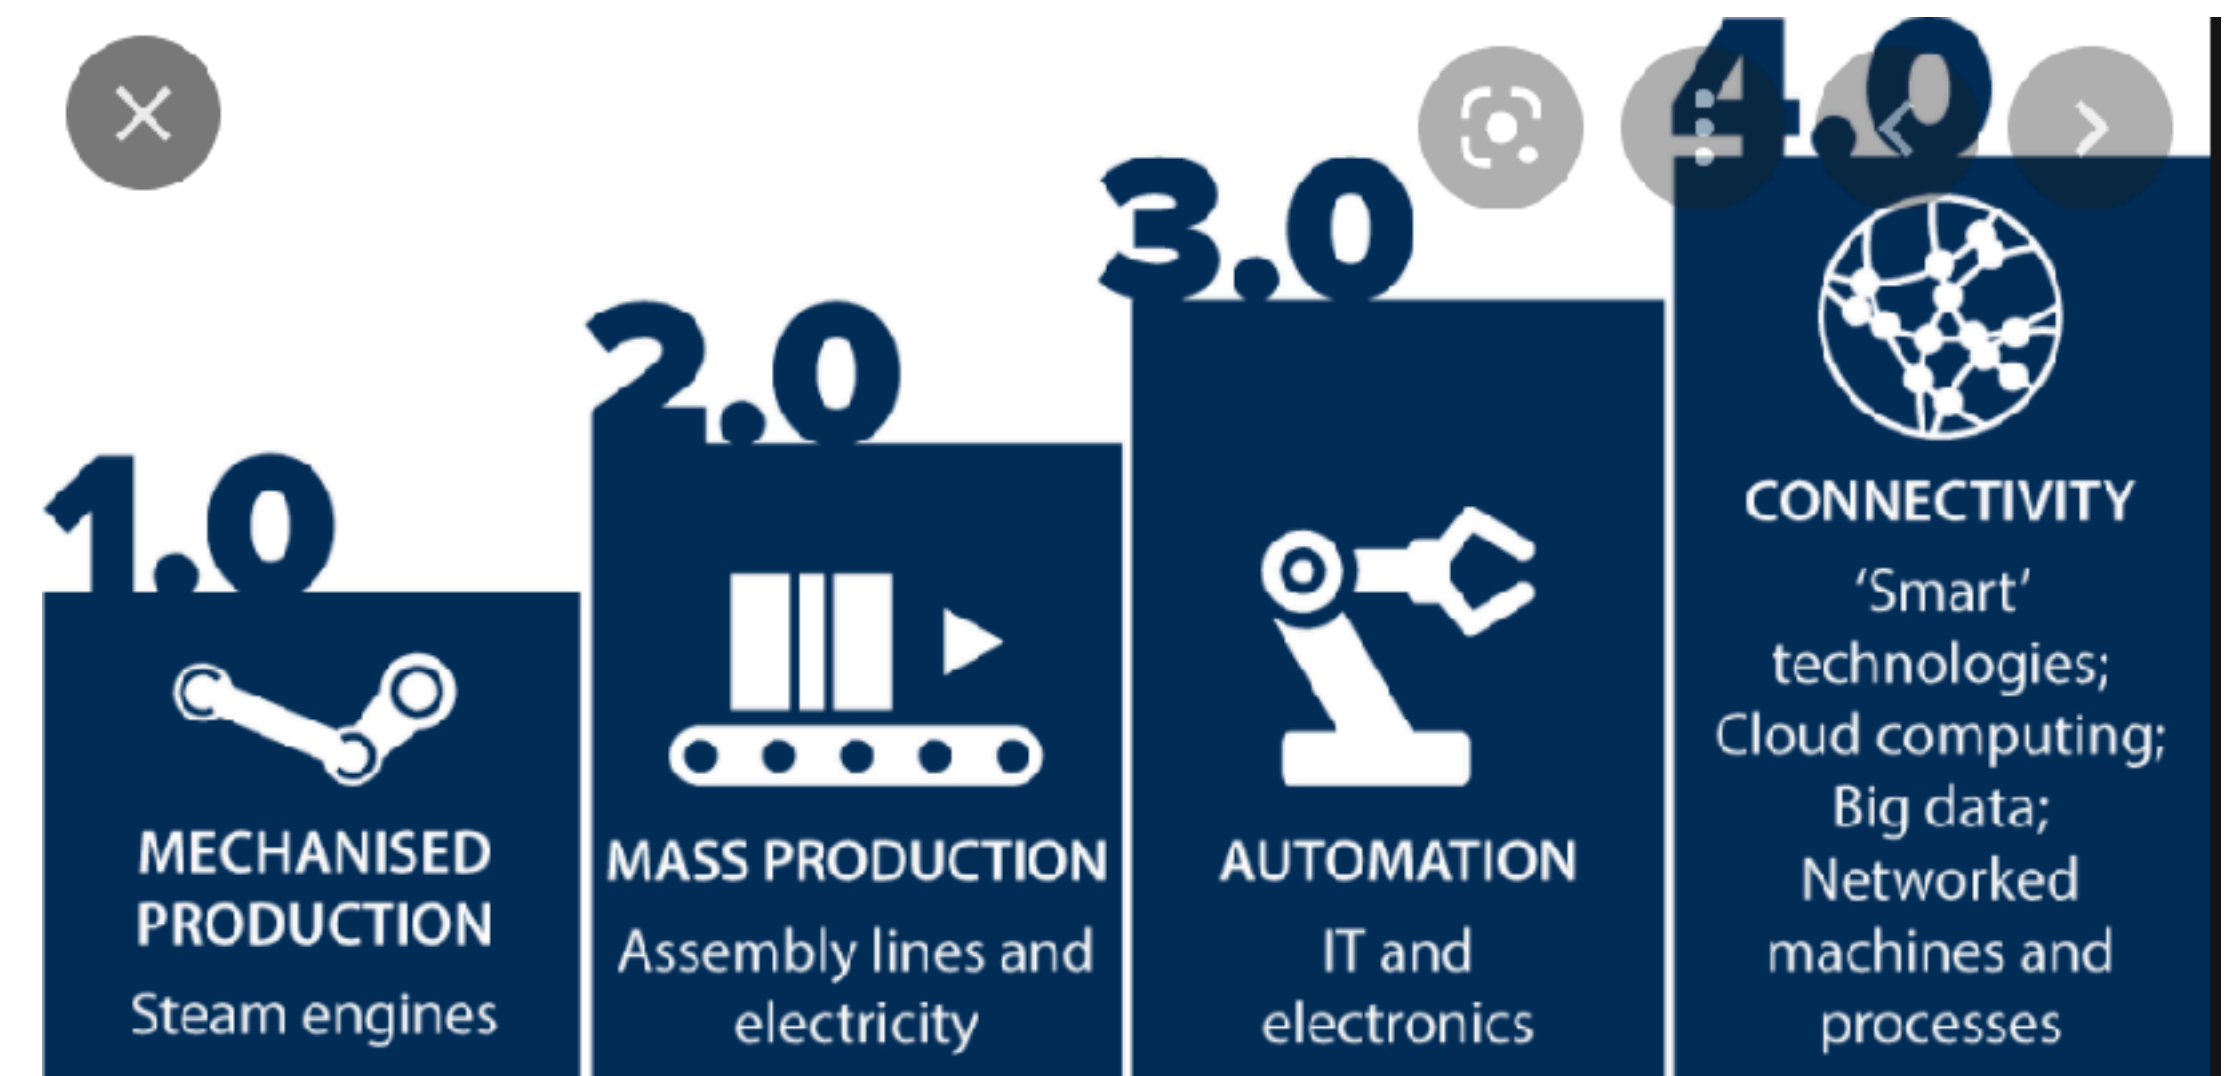 1.0
MECHANISED
PRODUCTION
Steam engines
2.0
MASS PRODUCTION
Assembly lines and
electricity
3.0
AUTOMATION
IT and
electronics
4.0
CONNECTIVITY
‘Smart’
technologies;
Cloud computing;
Big data;
Networked
machines and
processes